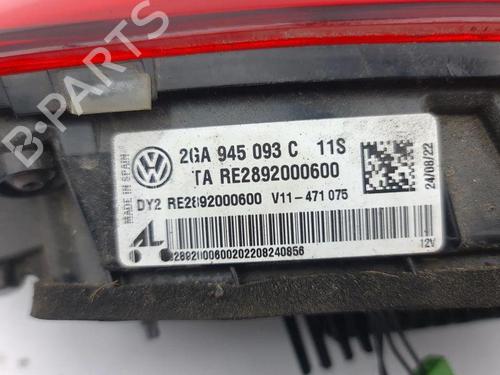 B-PARTS
MADE IN SPAIN
2GA 945 093 C 11S
TA RE2892000600
DY2 RE2892000600 V11-471 075
24/08/22
AL
2892000600202208240856
12V